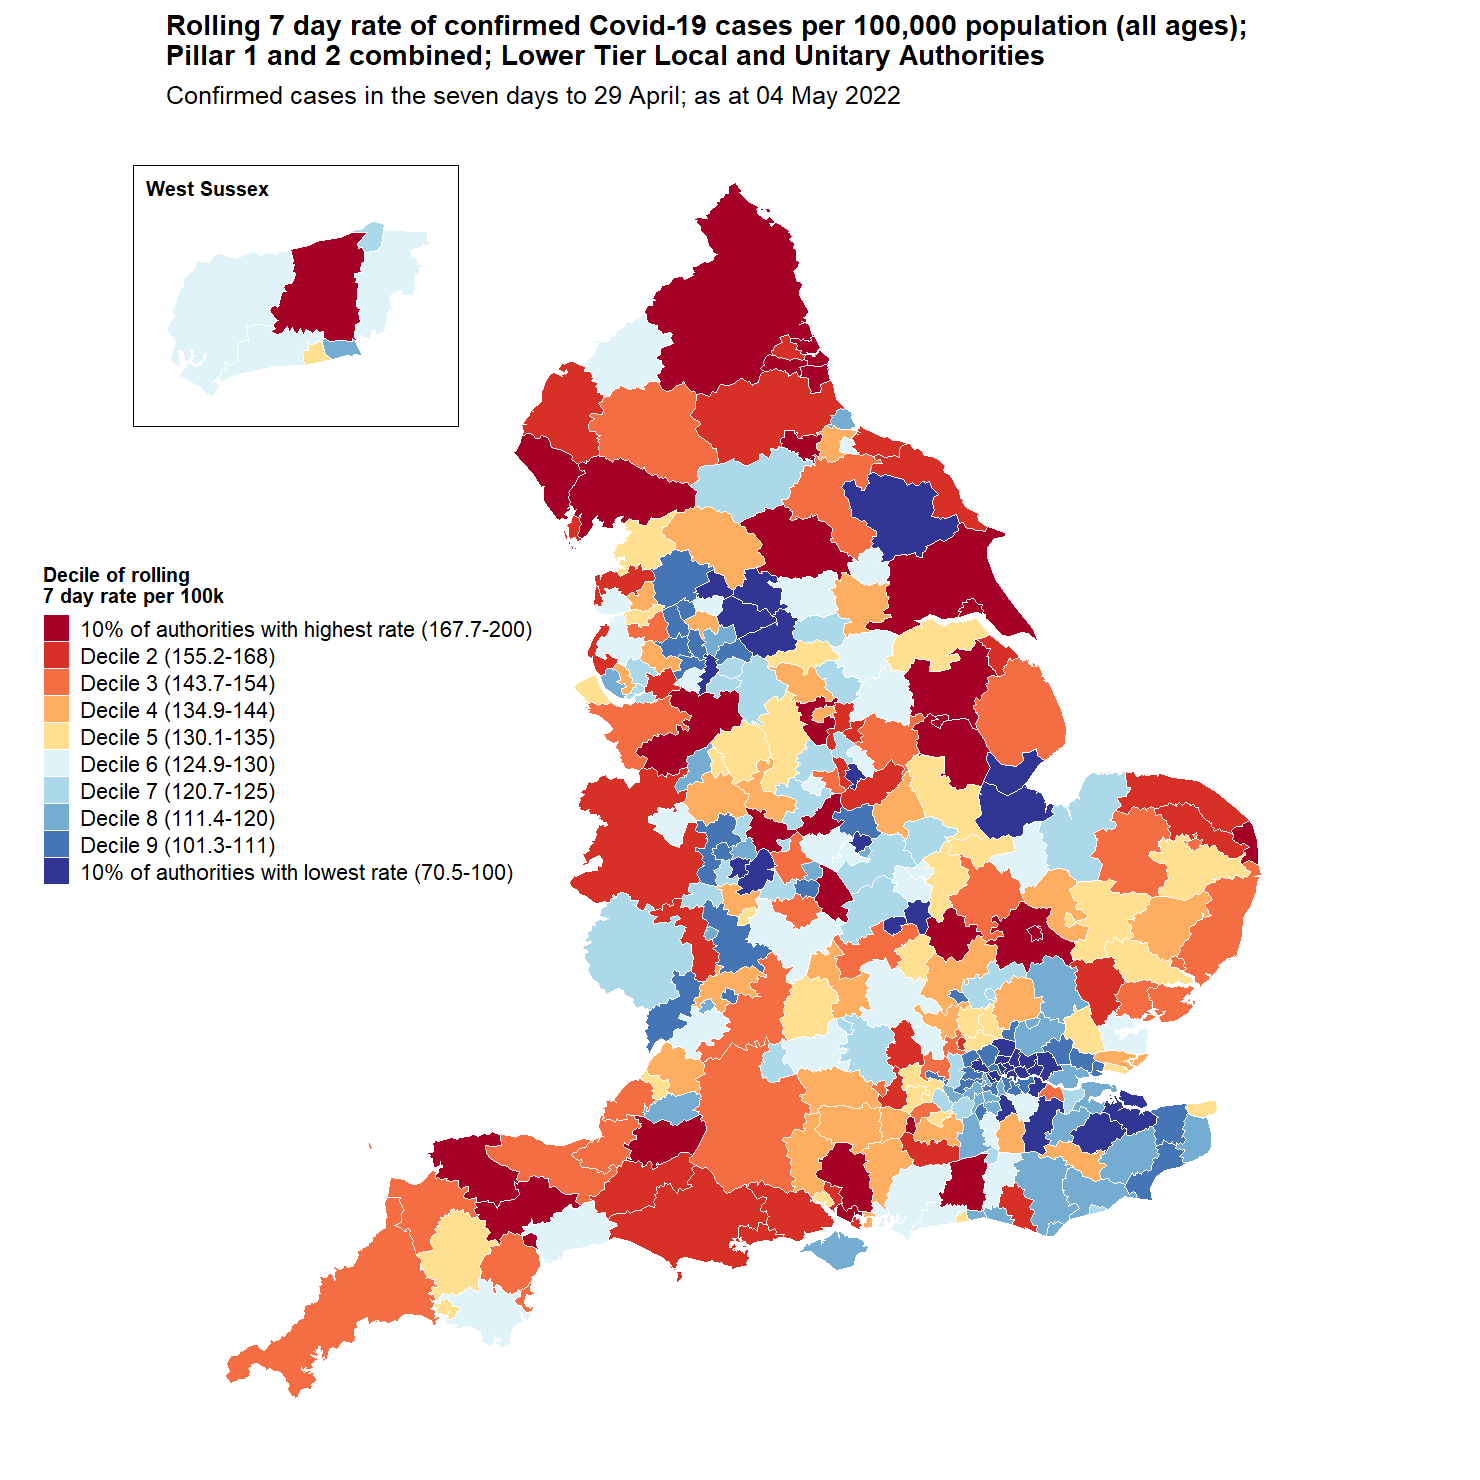 Rolling 7 day rate of confirmed Covid-19 cases per 100,000 population (all ages);
Pillar 1 and 2 combined; Lower Tier Local and Unitary Authorities
Confirmed cases in the seven days to 29 April; as at 04 May 2022
West Sussex
Decile of rolling
7 day rate per 100k
10% of authorities with highest rate (167.7-200)
Decile 2 (155.2-168)
Decile 3 (143.7-154)
Decile 4 (134.9-144)
Decile 5 (130.1-135)
Decile 6 (124.9-130)
Decile 7 (120.7-125)
Decile 8 (111.4-120)
Decile 9 (101.3-111)
10% of authorities with lowest rate (70.5-100)